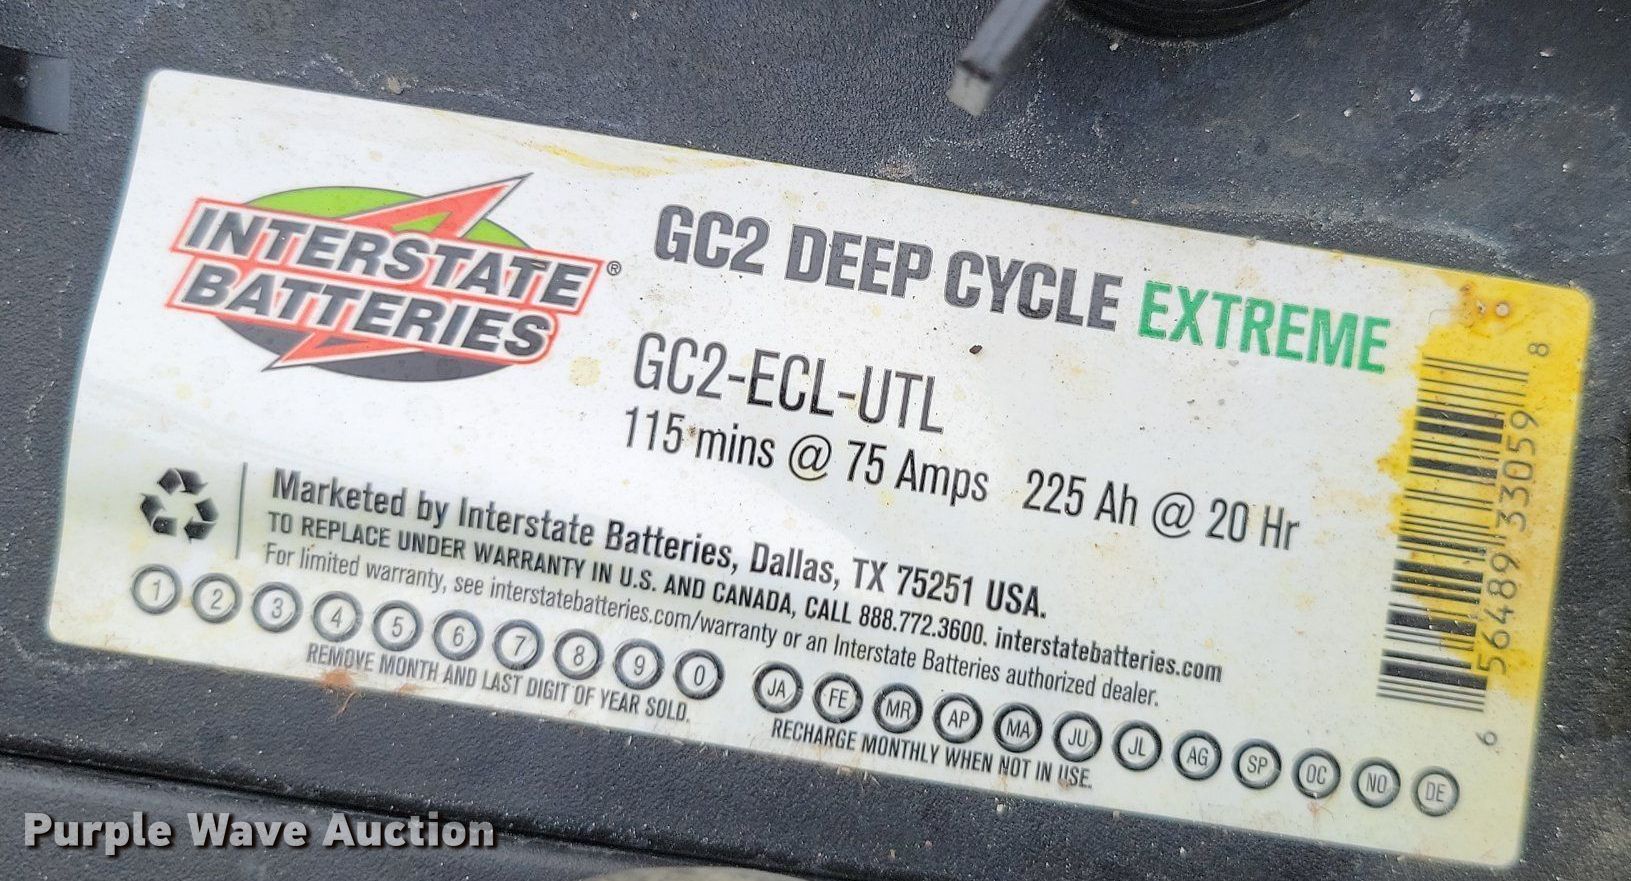 INTERSTATE
BATTERIES®
GC2 DEEP CYCLE EXTREME
GC2-ECL-UTL
115 mins @ 75 Amps 225 Ah @ 20 Hr
Marketed by Interstate Batteries, Dallas, TX 75251 USA.
TO REPLACE UNDER WARRANTY IN U.S. AND CANADA, CALL 888.772.3600. interstatebatteries.com
For limited warranty, see interstatebatteries.com/warranty or an Interstate Batteries authorized dealer.
1 2 3 4 5 6 7 8 9 0 JA FE MR AP MA JU JL AG SP OC NO DE
REMOVE MONTH AND LAST DIGIT OF YEAR SOLD.
RECHARGE MONTHLY WHEN NOT IN USE.
6 56489 33059 8
Purple Wave Auction